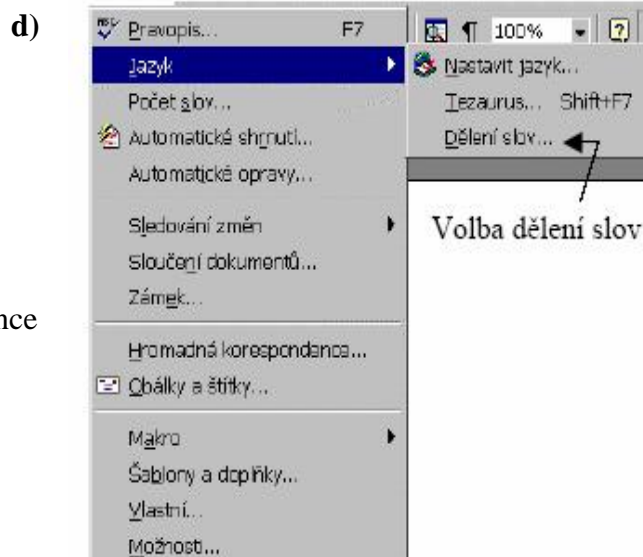 d)
Pravopis... F7
100%
Jazyk
Nastavit jazyk...
Počet slov...
Tezaurus... Shift+F7
Automatické shrnutí...
Dělení slov...
Automatické opravy...
Sledování změn
Volba dělení slov
Sloučení dokumentů...
Zámek...
nce
Hromadná korespondence...
Obálky a štítky...
Makro
Šablony a doplňky...
Vlastní...
Možnosti...